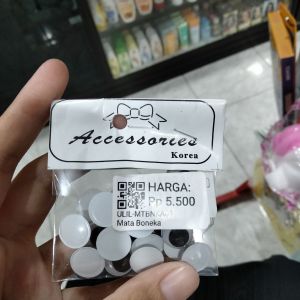 Accessories
Korea
HARGA:
Rp 5.500
Mata Boneka